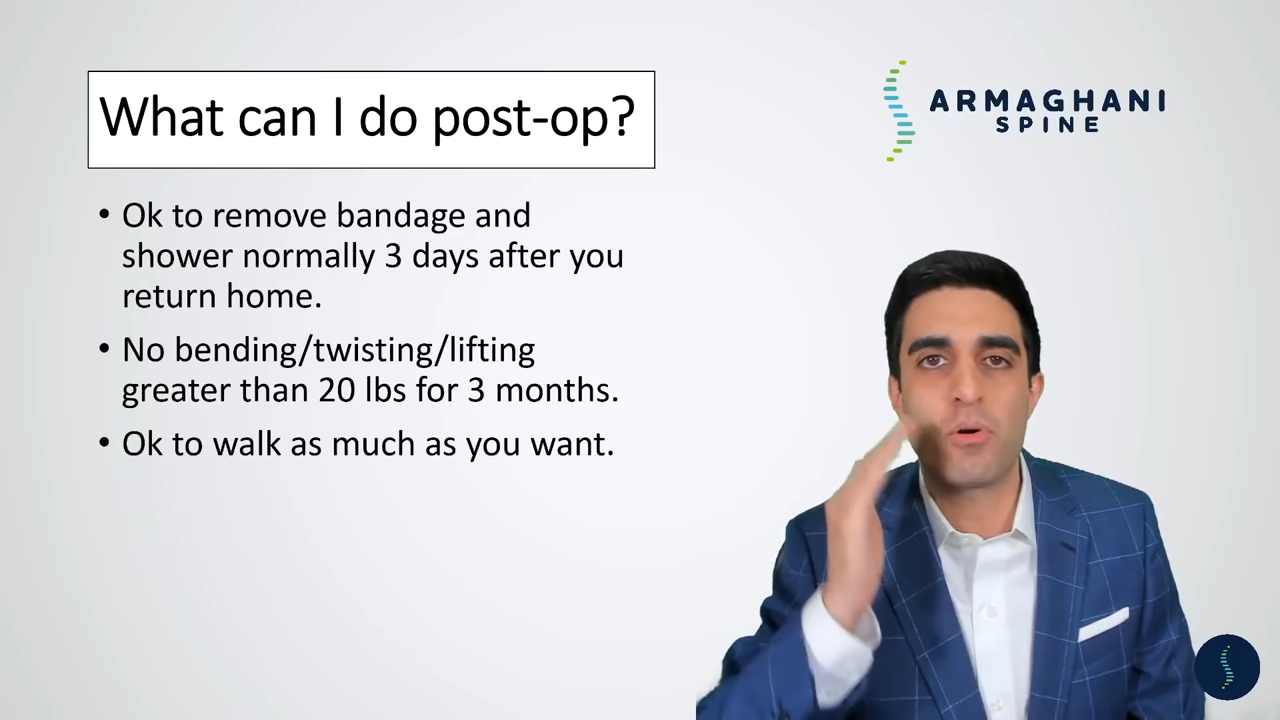 What can I do post-op?
ARMAGHANI
SPINE
• Ok to remove bandage and
shower normally 3 days after you
return home.
• No bending/twisting/lifting
greater than 20 lbs for 3 months.
• Ok to walk as much as you want.